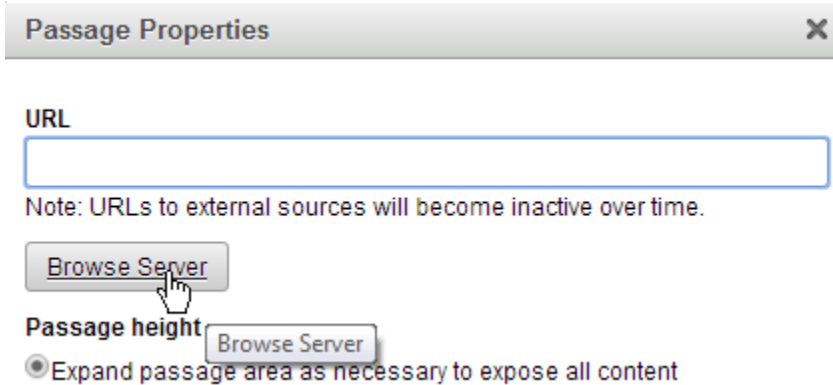 Passage Properties
URL
Note: URLs to external sources will become inactive over time.
Browse Server
Passage height
Browse Server
Expand passage area as necessary to expose all content